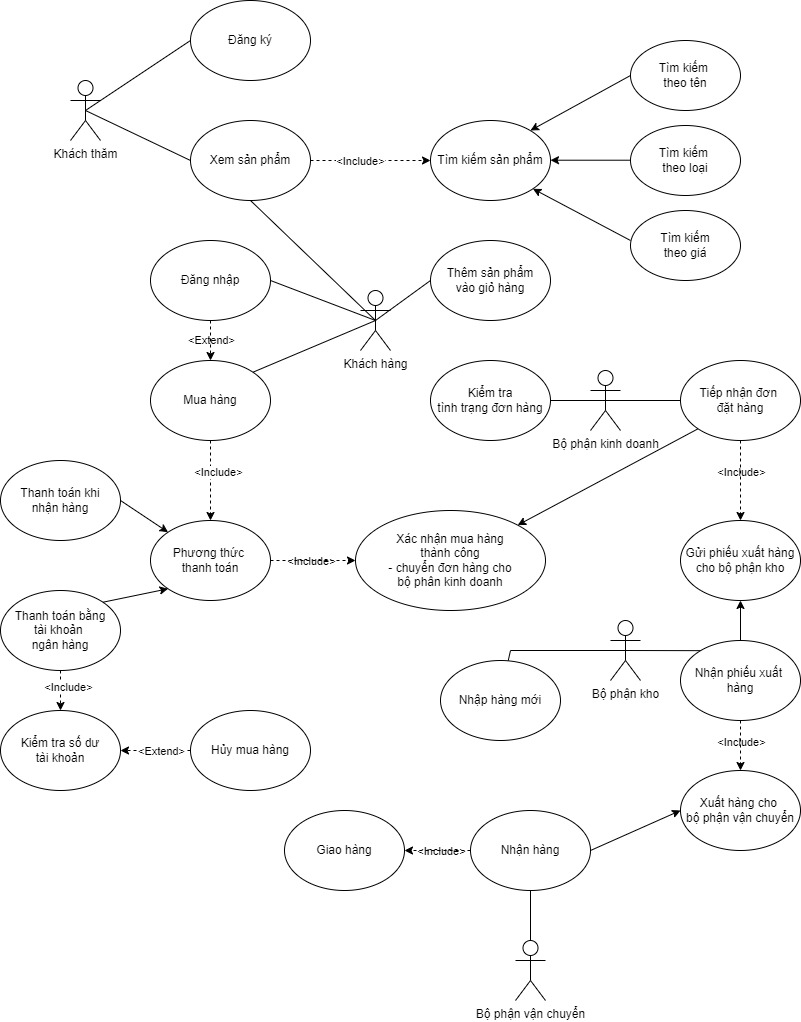 Đăng ký
Khách thăm
Xem sản phẩm
<Include>
Tìm kiếm sản phẩm
Tìm kiếm
theo tên
Tìm kiếm
theo loại
Tìm kiếm
theo giá
Đăng nhập
Thêm sản phẩm
vào giỏ hàng
Khách hàng
<Extend>
Mua hàng
Kiểm tra
tình trạng đơn hàng
Bộ phận kinh doanh
Tiếp nhận đơn
đặt hàng
<Include>
<Include>
Thanh toán khi
nhận hàng
Phương thức
thanh toán
<Include>
Xác nhận mua hàng
thành công
- chuyển đơn hàng cho
bộ phân kinh doanh
Gửi phiếu xuất hàng
cho bộ phận kho
Thanh toán bằng
tài khoản
ngân hàng
<Include>
Nhập hàng mới
Bộ phận kho
Nhận phiếu xuất
hàng
<Include>
Kiểm tra số dư
tài khoản
<Extend>
Hủy mua hàng
Xuất hàng cho
bộ phận vận chuyển
Giao hàng
<Include>
Nhận hàng
Bộ phận vận chuyển